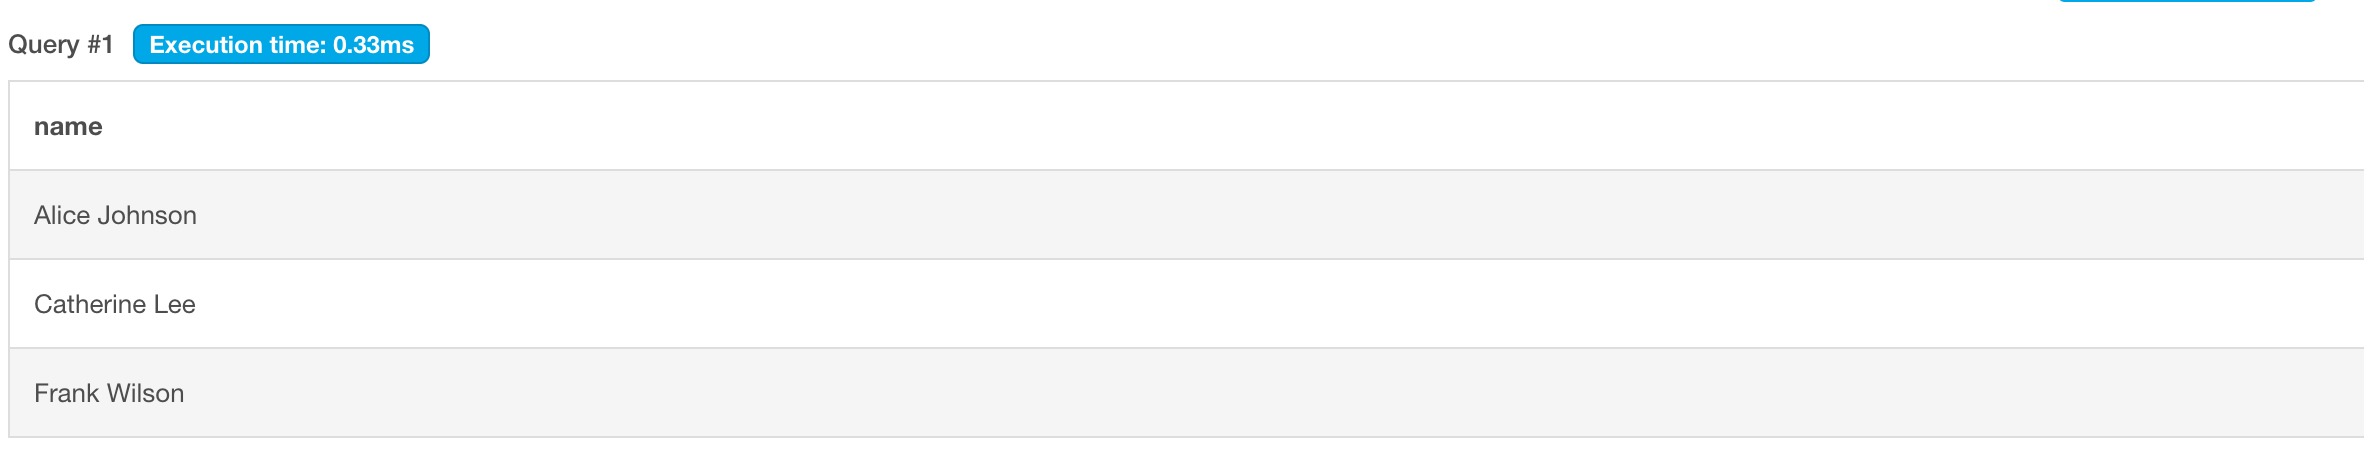 Query #1 Execution time: 0.33ms
name
Alice Johnson
Catherine Lee
Frank Wilson